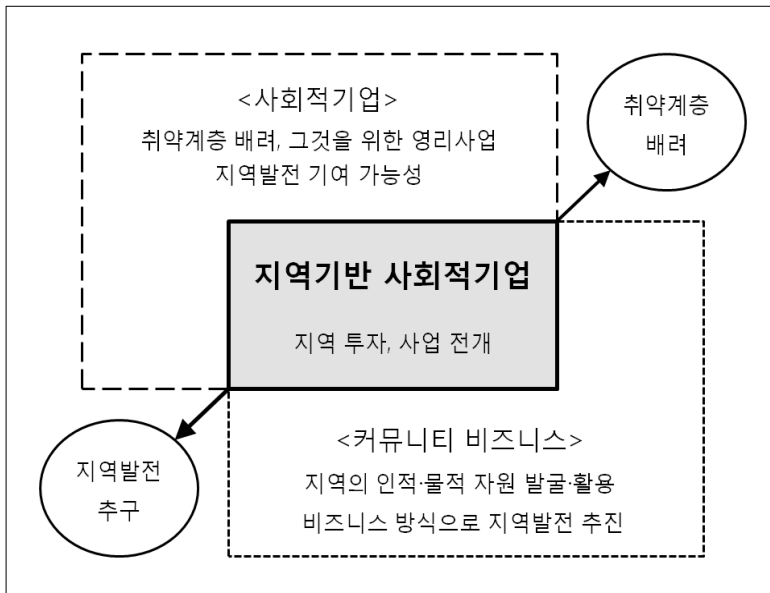 <사회적기업>
취약계층 배려, 그것을 위한 영리사업
지역발전 기여 가능성
취약계층
배려
지역기반 사회적기업
지역 투자, 사업 전개
지역발전
추구
<커뮤니티 비즈니스>
지역의 인적·물적 자원 발굴·활용
비즈니스 방식으로 지역발전 추진